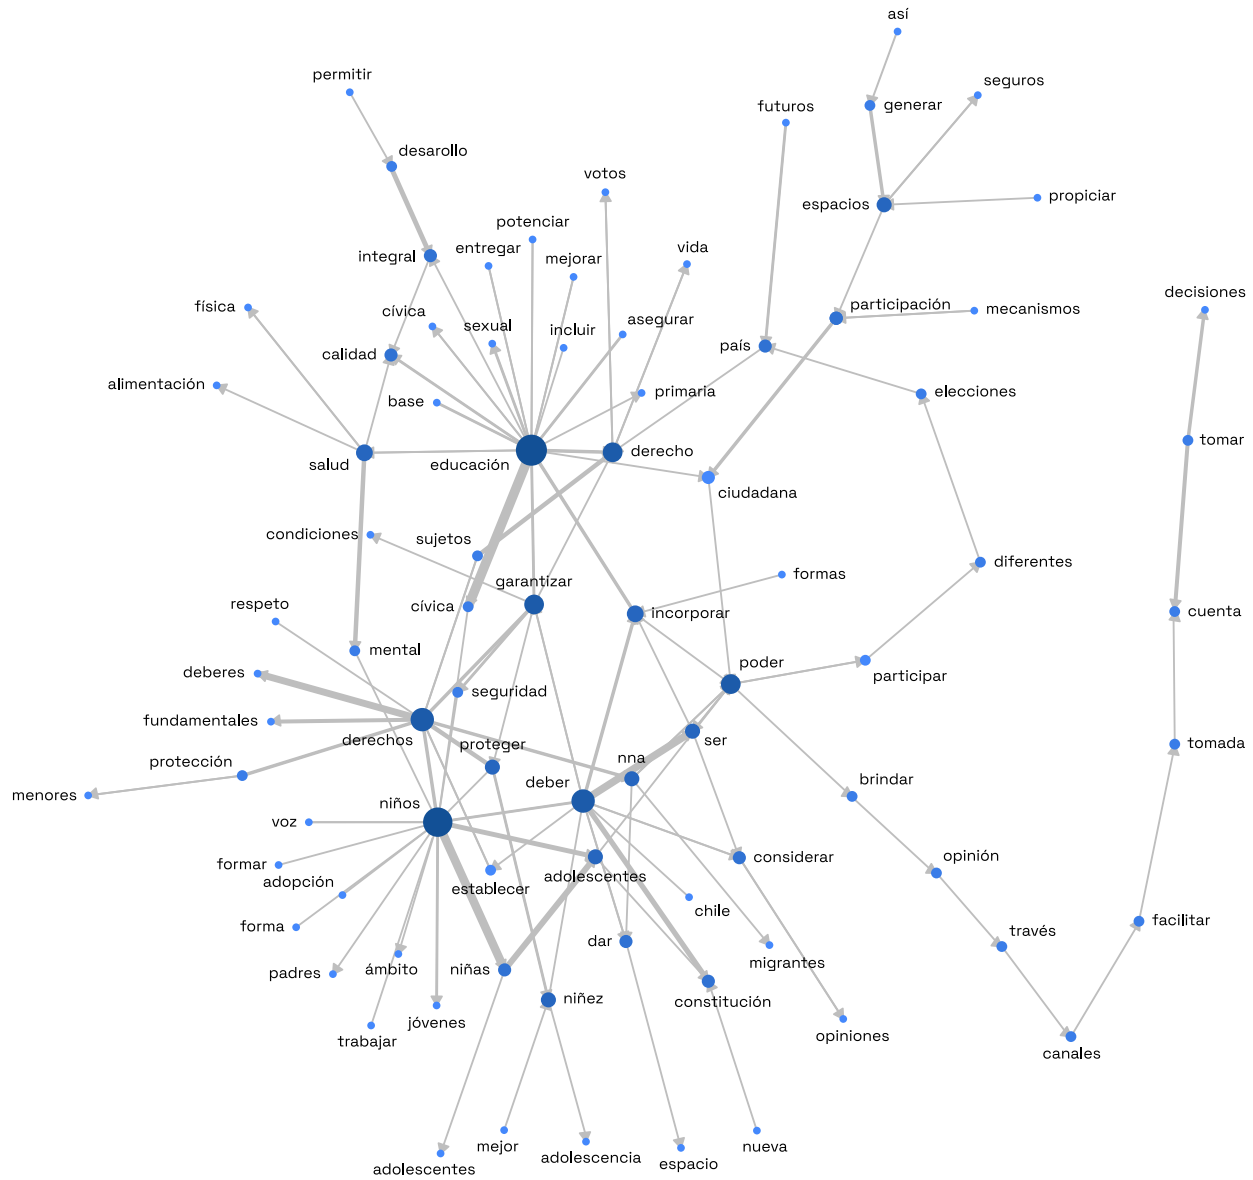 así
permitir
seguros
futuros
generar
desarollo
votos
propiciar
espacios
potenciar
entregar
vida
integral
mejorar
decisiones
física
cívica
participación
mecanismos
sexual
incluir
asegurar
calidad
país
alimentación
primaria
elecciones
base
tomar
salud
educación
derecho
ciudadana
condiciones
sujetos
diferentes
garantizar
formas
respeto
cívica
incorporar
cuenta
mental
poder
deberes
participar
seguridad
fundamentales
derechos
proteger
ser
tomada
protección
nna
deber
brindar
menores
niños
voz
opinión
formar
considerar
adopción
establecer
adolescentes
chile
forma
través
facilitar
dar
padres
ámbito
niñas
migrantes
niñez
constitución
jóvenes
trabajar
opiniones
canales
mejor
nueva
adolescentes
adolescencia
espacio